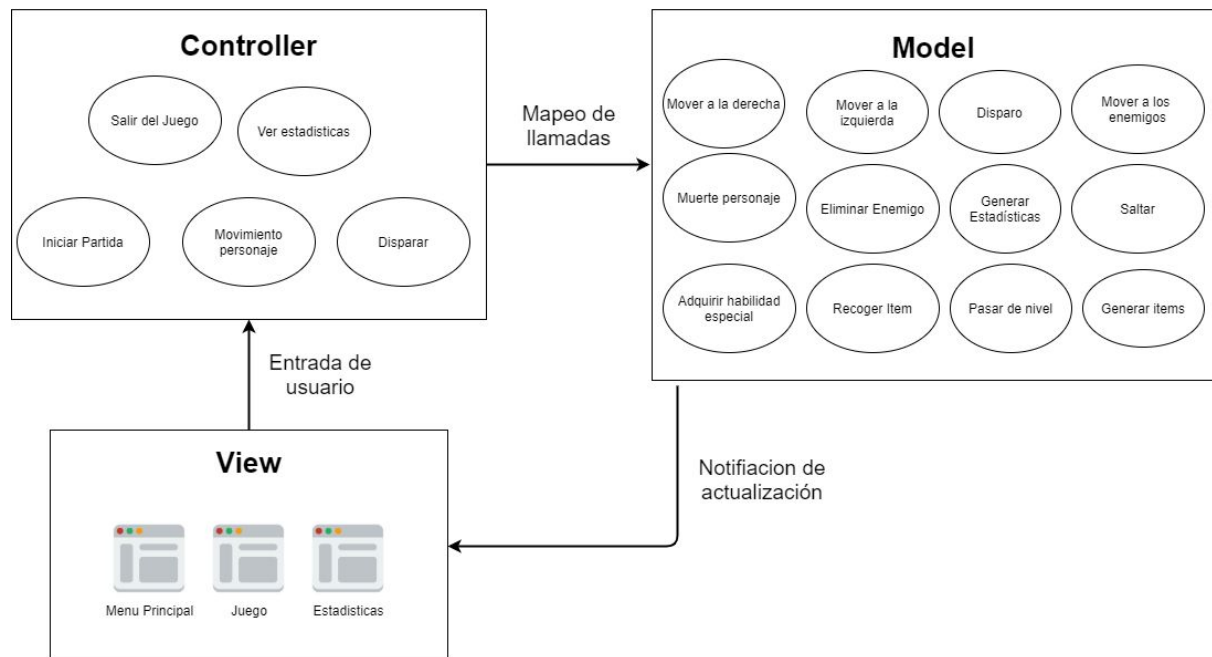 Controller
Salir del Juego
Ver estadisticas
Iniciar Partida
Movimiento
personaje
Disparar
Mapeo de
llamadas
Model
Mover a la derecha
Mover a la
izquierda
Disparo
Mover a los
enemigos
Muerte personaje
Eliminar Enemigo
Generar
Estadísticas
Saltar
Adquirir habilidad
especial
Recoger Item
Pasar de nivel
Generar items
Entrada de
usuario
Notifiacion de
actualización
View
Menu Principal
Juego
Estadisticas